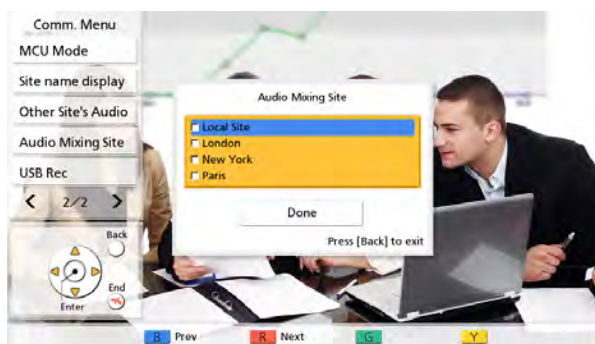 Comm. Menu
MCU Mode
Site name display
Other Site's Audio
Audio Mixing Site
USB Rec
2/2
Back
End
Enter
Audio Mixing Site
Local Site
London
New York
Paris
Done
Press [Back] to exit
B Prev R Next G Y